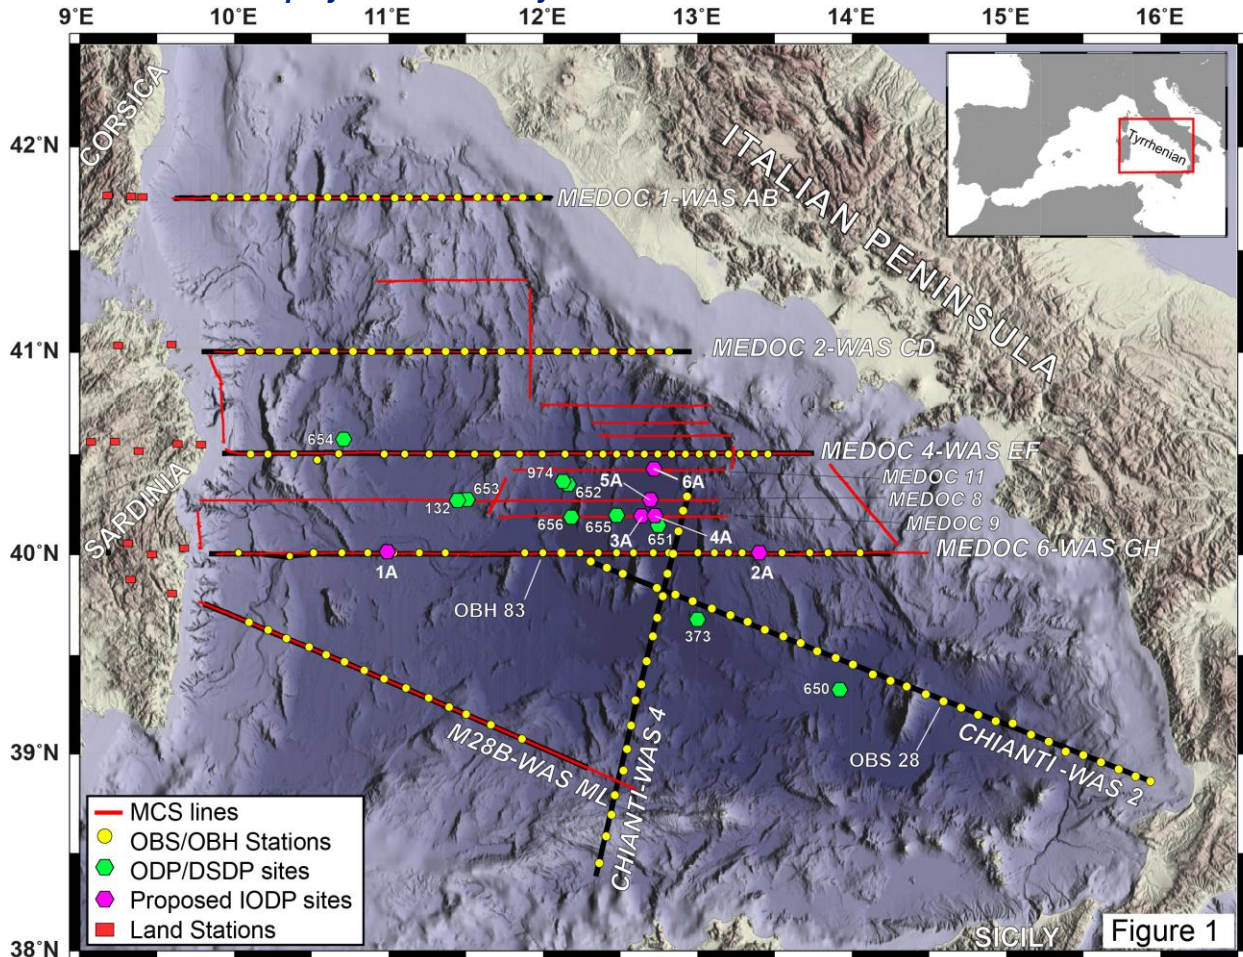 9°E 10°E 11°E 12°E 13°E 14°E 15°E 16°E
42°N
41°N
40°N
39°N
38°N
CORSICA
SARDINIA
ITALIAN PENINSULA
SICILY
Tyrrhenian
MEDOC 1-WAS AB
MEDOC 2-WAS CD
MEDOC 4-WAS EF
MEDOC 11
MEDOC 8
MEDOC 9
MEDOC 6-WAS GH
654
974
652
5A
6A
132
653
656
655
3A
651
4A
1A
2A
OBH 83
373
650
OBS 28
M28B-WAS ML
CHIANTI-WAS 4
CHIANTI -WAS 2
MCS lines
OBS/OBH Stations
ODP/DSDP sites
Proposed IODP sites
Land Stations
Figure 1